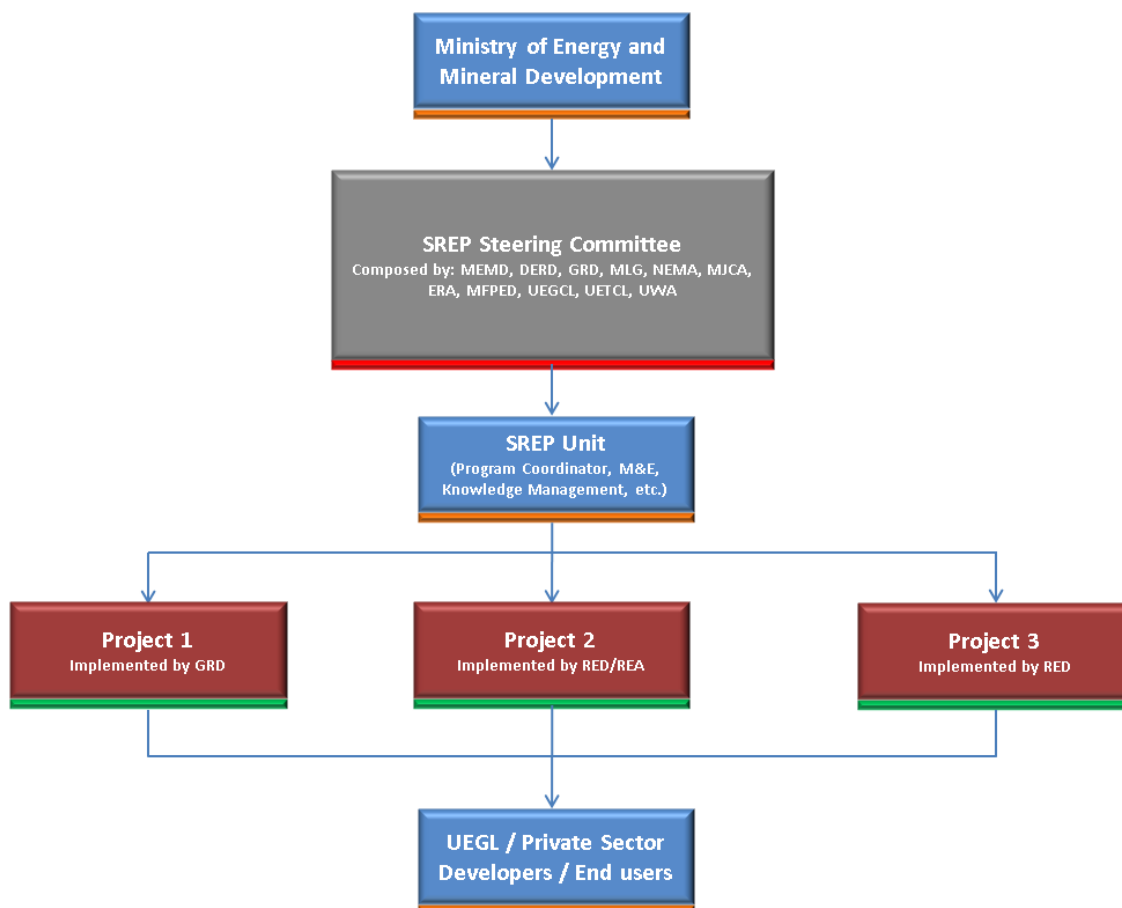 Ministry of Energy and
Mineral Development
SREP Steering Committee
Composed by: MEMD, DERD, GRD, MLG, NEMA, MJCA,
ERA, MFPED, UEGCL, UETCL, UWA
SREP Unit
(Program Coordinator, M&E,
Knowledge Management, etc.)
Project 1
Implemented by GRD
Project 2
Implemented by RED/REA
Project 3
Implemented by RED
UEGL / Private Sector
Developers / End users